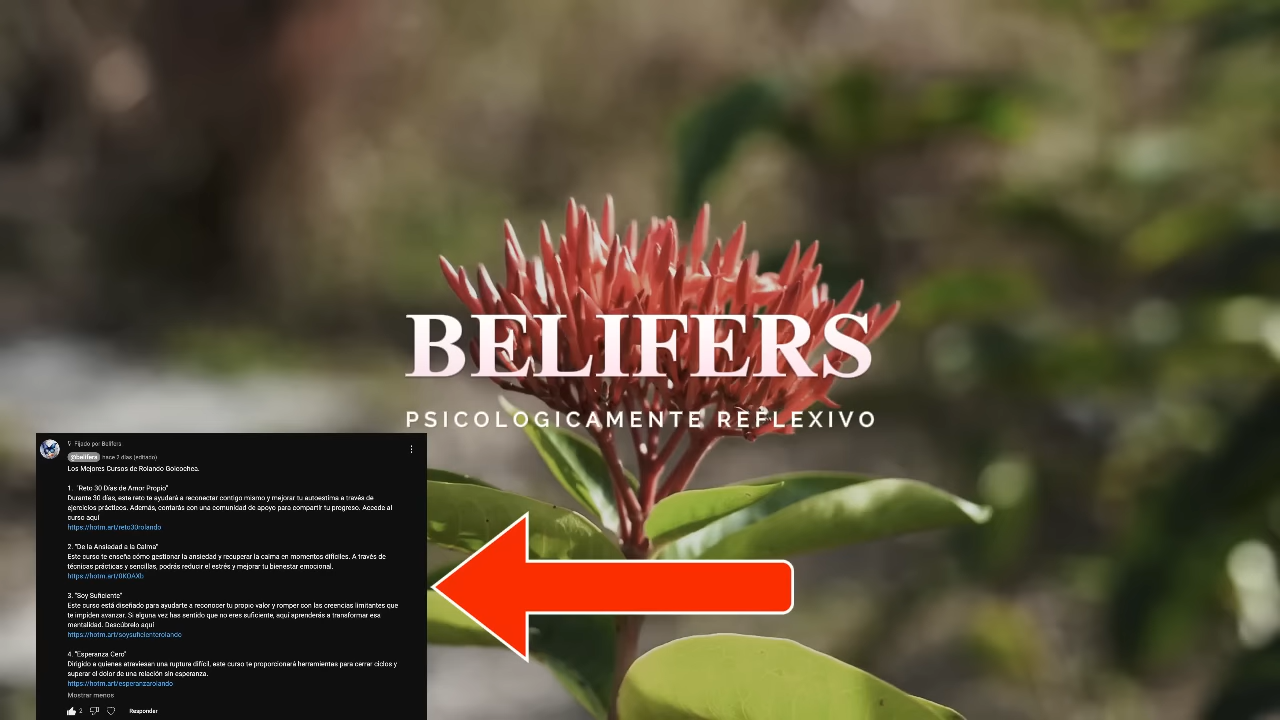 BELIFERS
PSICOLOGICAMENTE REFLEXIVO
Fijado por Belifers
@belifers hace 2 días (editado)
Los Mejores Cursos de Rolando Goicochea.
1. "Reto 30 Días de Amor Propio"
Durante 30 días, este reto te ayudará a reconectar contigo mismo y mejorar tu autoestima a través de
ejercicios prácticos. Además, contarás con una comunidad de apoyo para compartir tu progreso. Accede al
curso aquí
https://hotm.art/reto30rolando
2. "De la Ansiedad a la Calma"
Este curso te enseña cómo gestionar la ansiedad y recuperar la calma en momentos difíciles. A través de
técnicas prácticas y sencillas, podrás reducir el estrés y mejorar tu bienestar emocional.
https://hotm.art/0KOAXb
3. "Soy Suficiente"
Este curso está diseñado para ayudarte a reconocer tu propio valor y romper con las creencias limitantes que
te impiden avanzar. Si alguna vez has sentido que no eres suficiente, aquí aprenderás a transformar esa
mentalidad. Descúbrelo aquí
https://hotm.art/soysuficienterolando
4. "Esperanza Cero"
Dirigido a quienes atraviesan una ruptura difícil, este curso te proporcionará herramientas para cerrar ciclos y
superar el dolor de una relación sin esperanza.
https://hotm.art/esperanzarolando
Mostrar menos
2 Responder